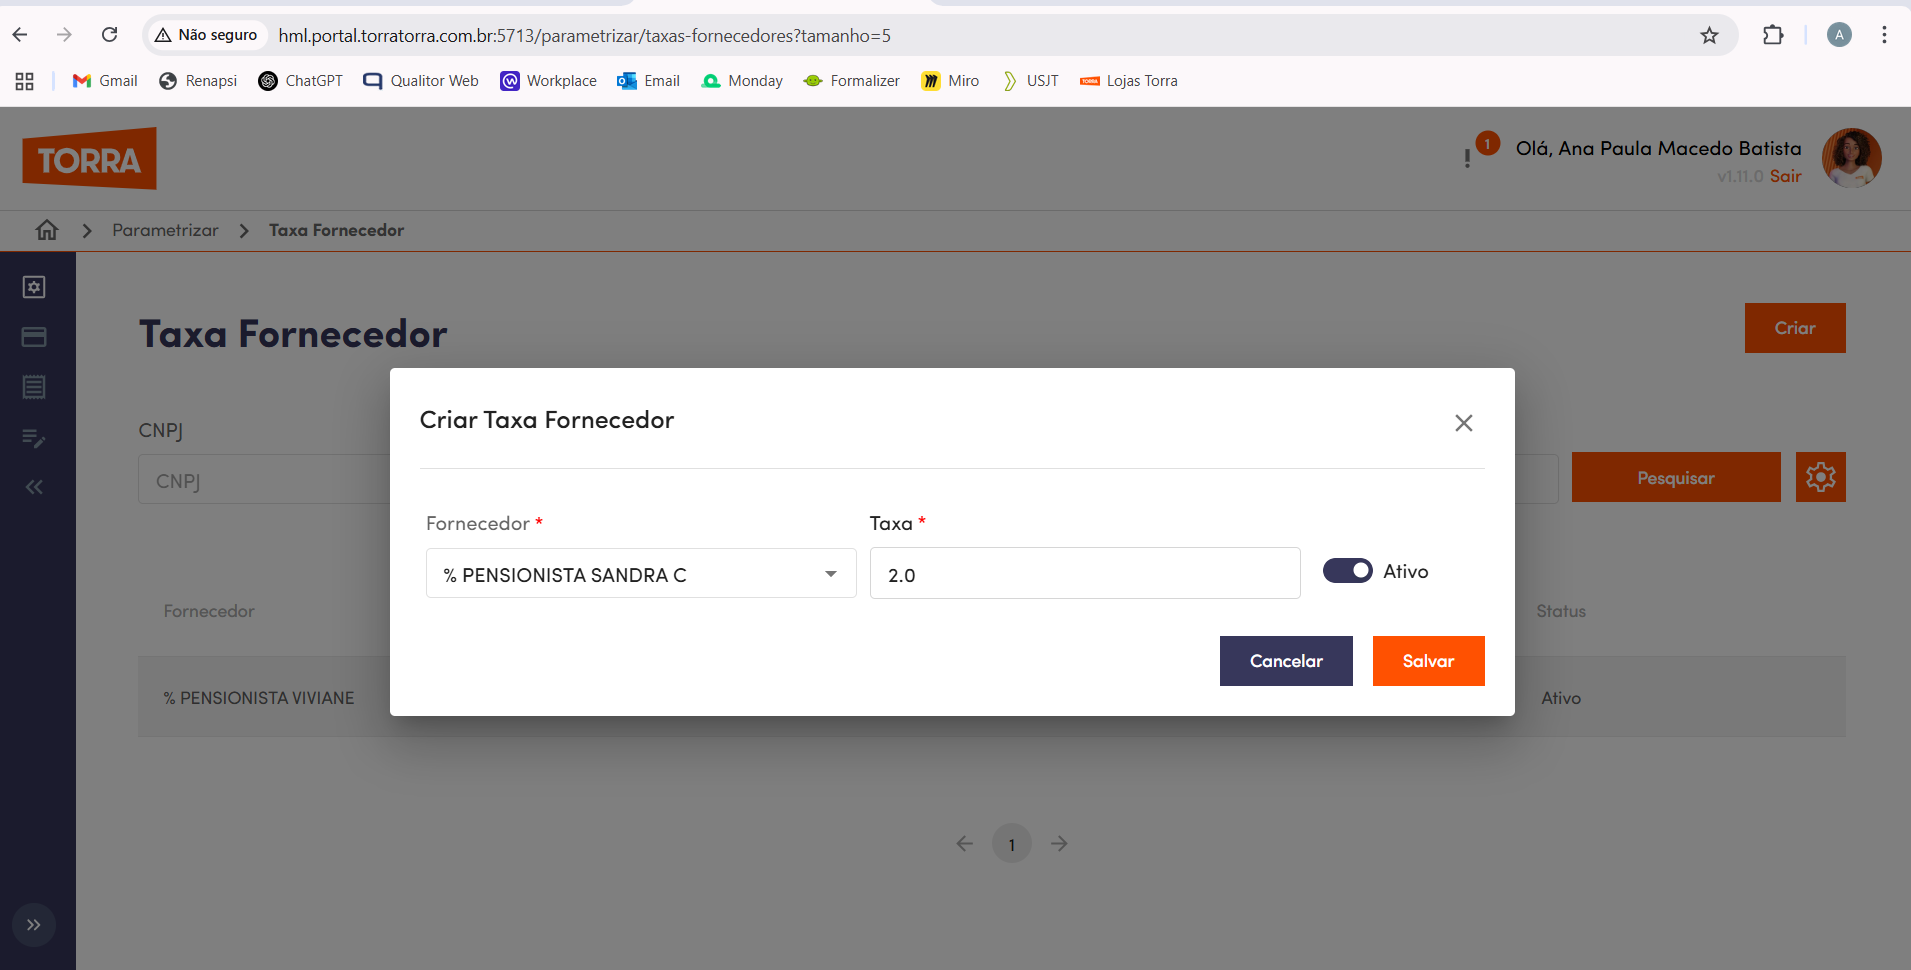 Não seguro
hml.portal.torratorra.com.br:5713/parametrizar/taxas-fornecedores?tamanho=5
A
Gmail
Renapsi
ChatGPT
Qualitor Web
Workplace
Email
Monday
Formalizer
Miro
USJT
Lojas Torra
TORRA
1
Olá, Ana Paula Macedo Batista
v1.11.0 Sair
Parametrizar
Taxa Fornecedor
Taxa Fornecedor
Criar
CNPJ
CNPJ
Pesquisar
Criar Taxa Fornecedor
Fornecedor *
Taxa *
% PENSIONISTA SANDRA C
2.0
Ativo
Cancelar
Salvar
Fornecedor
Status
% PENSIONISTA VIVIANE
Ativo
1